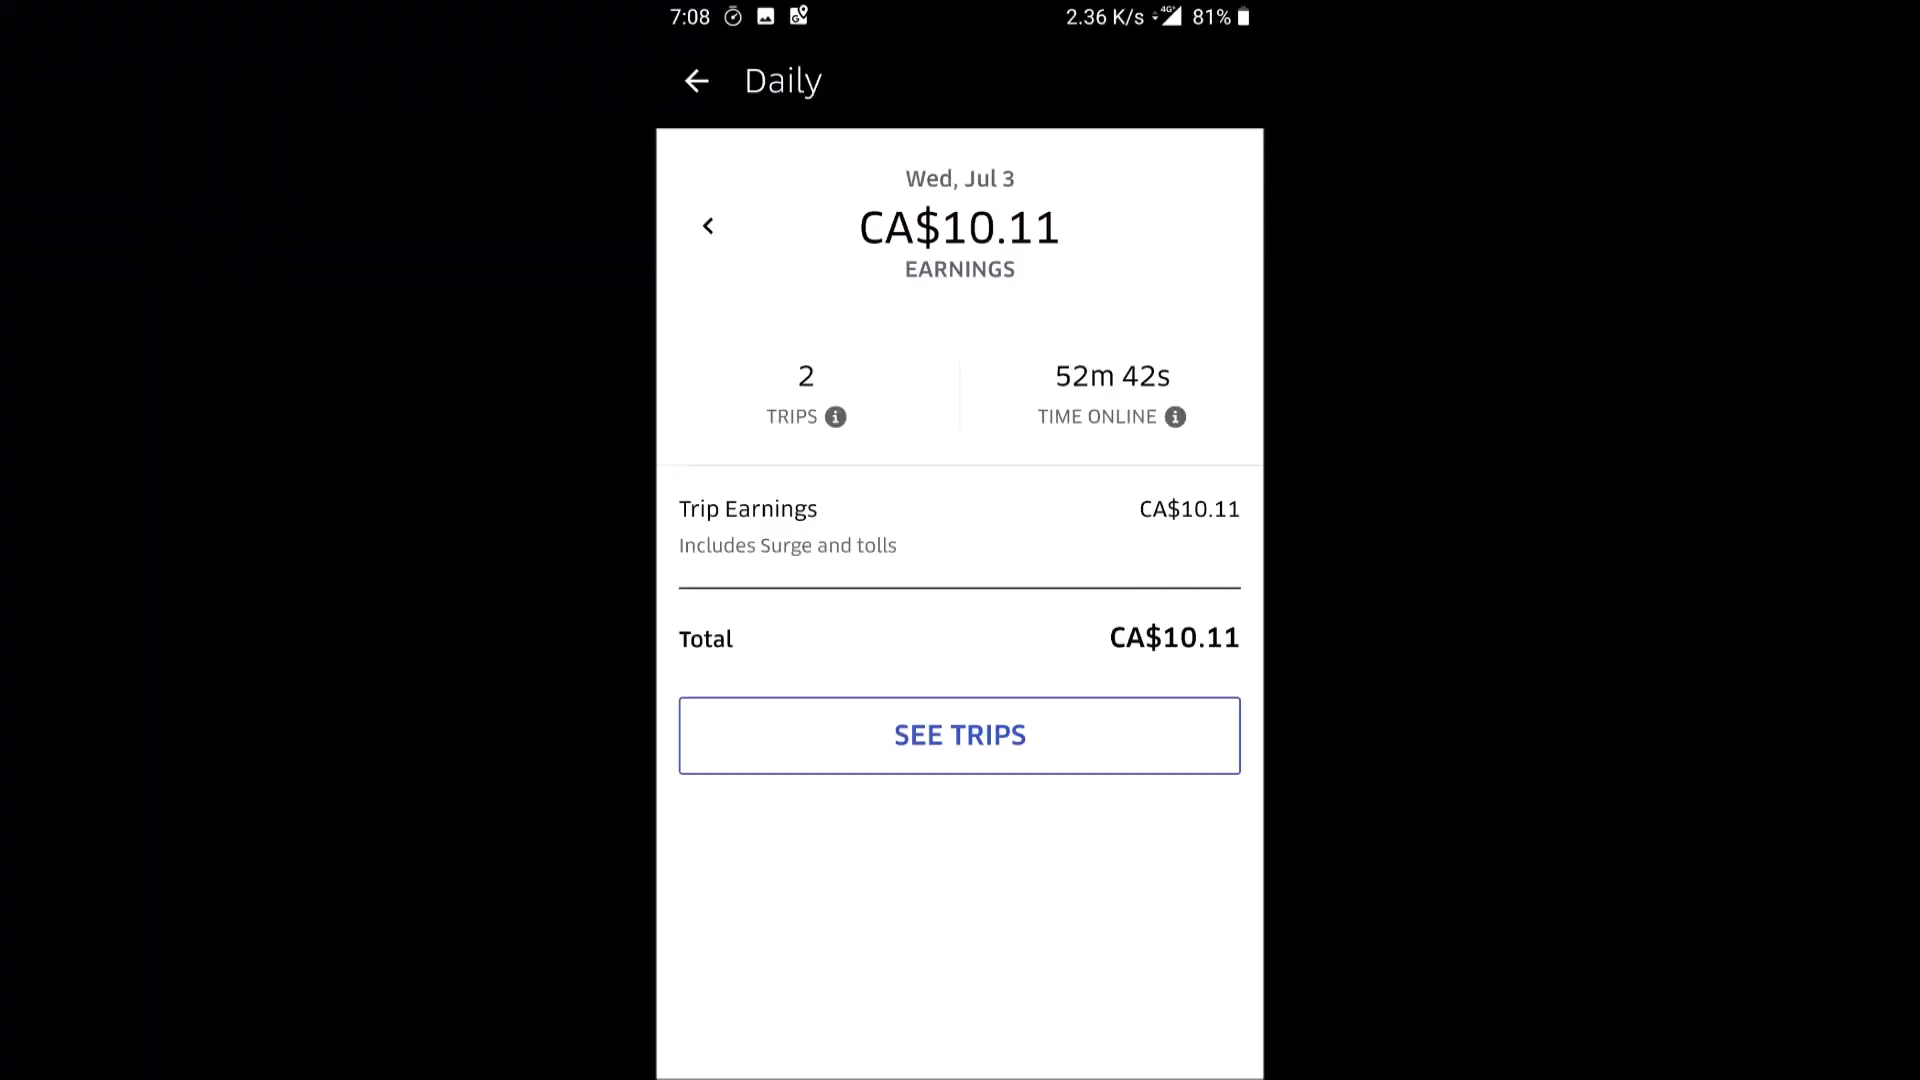 7:08 2.36 K/s 4G+ 81%
Daily
Wed, Jul 3
CA$10.11
EARNINGS
2 52m 42s
TRIPS TIME ONLINE
Trip Earnings CA$10.11
Includes Surge and tolls
Total CA$10.11
SEE TRIPS